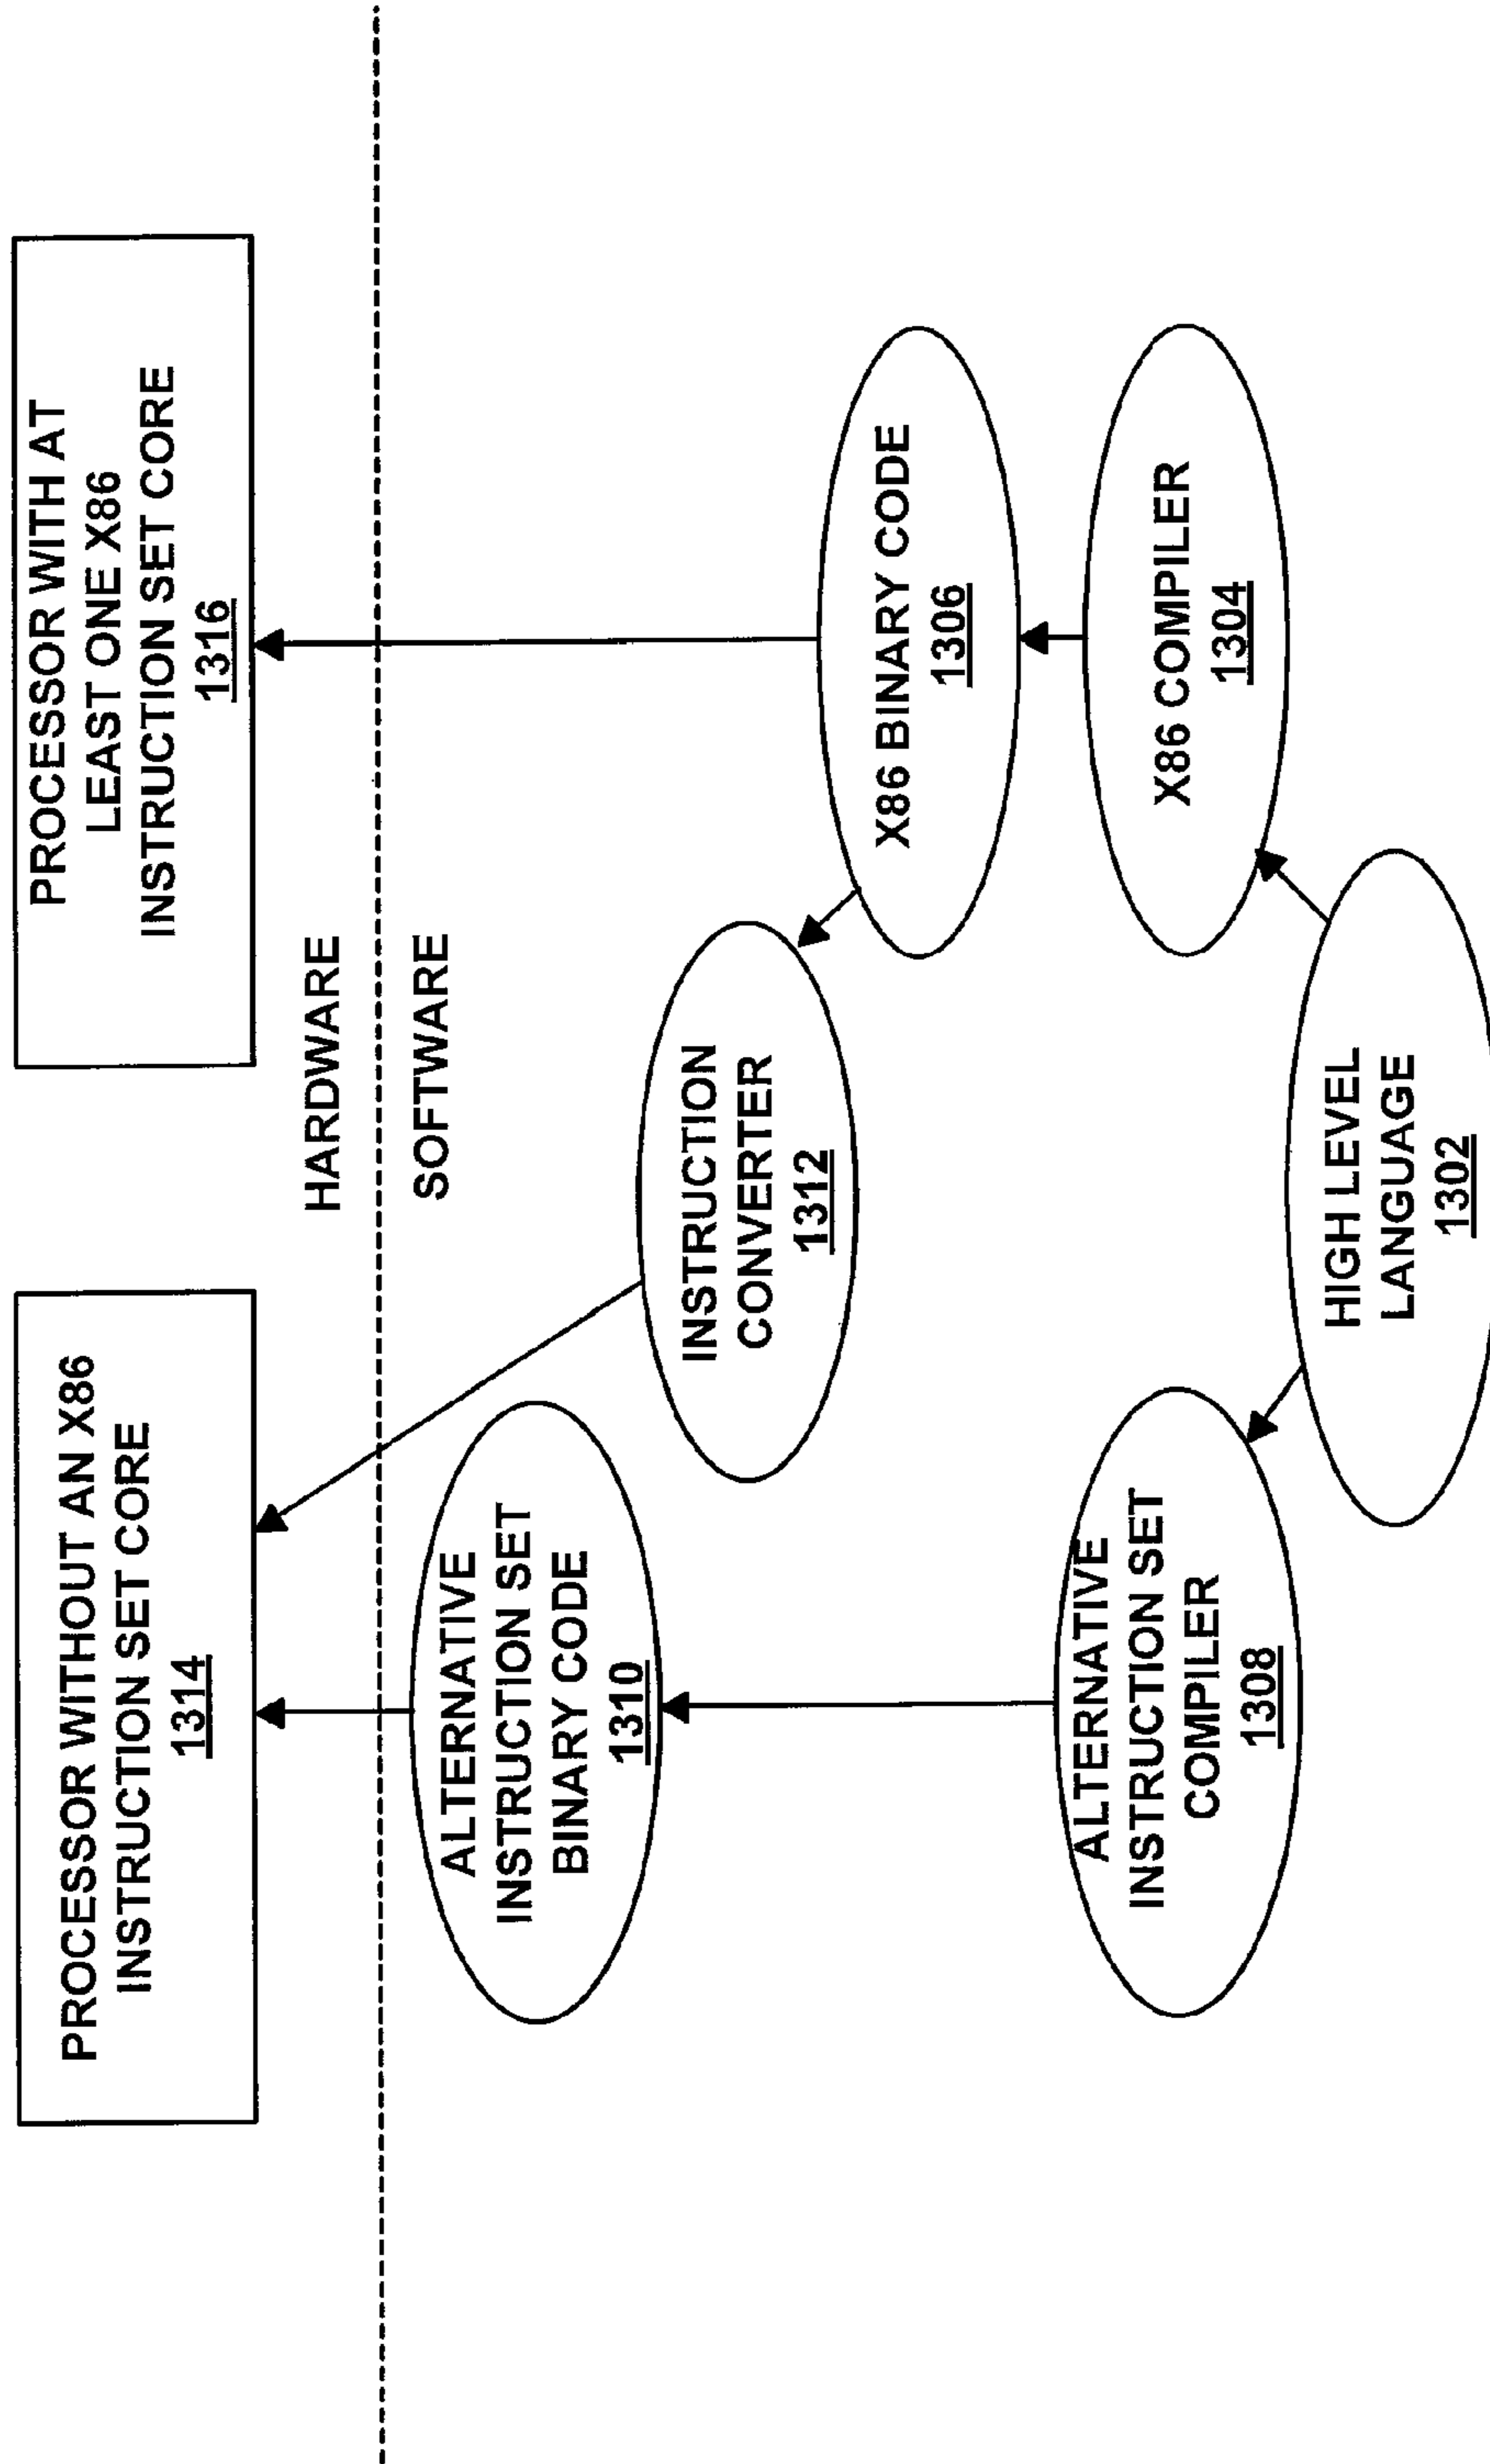 PROCESSOR WITHOUT AN X86
INSTRUCTION SET CORE
1314
PROCESSOR WITH AT
LEAST ONE X86
INSTRUCTION SET CORE
1316
HARDWARE
SOFTWARE
ALTERNATIVE
INSTRUCTION SET
BINARY CODE
1310
INSTRUCTION
CONVERTER
1312
X86 BINARY CODE
1306
ALTERNATIVE
INSTRUCTION SET
COMPILER
1308
X86 COMPILER
1304
HIGH LEVEL
LANGUAGE
1302